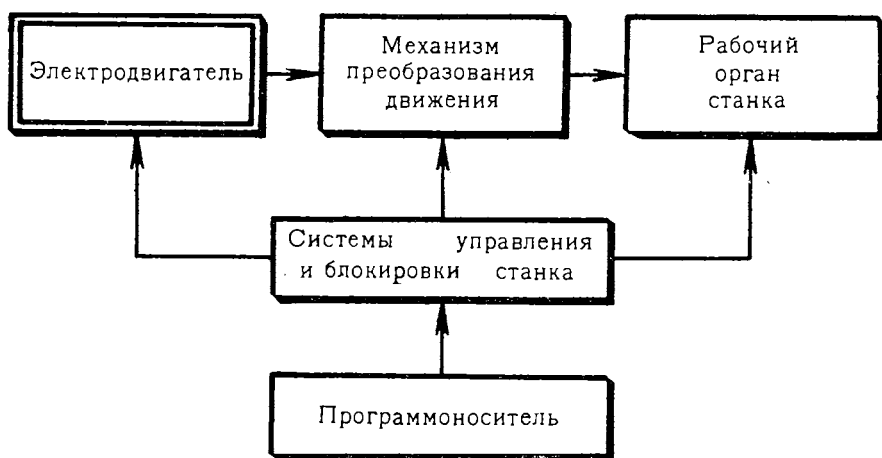 Электродвигатель
Механизм
преобразования
движения
Рабочий
орган
станка
Системы управления
и блокировки станка
Программоноситель